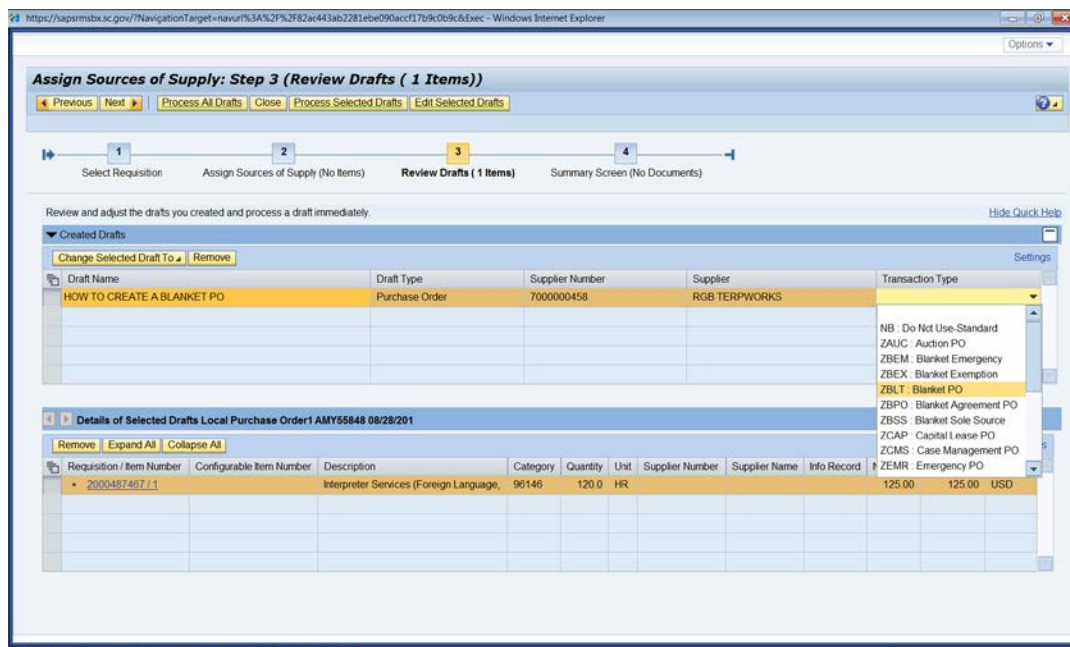 https://sapsrmsbx.sc.gov/?NavigationTarget=navurl%3A%2F%2F82ac443ab2281ebe090accf17b9c0b9c&Exec - Windows Internet Explorer
Options
Assign Sources of Supply: Step 3 (Review Drafts ( 1 Items))
Previous Next Process All Drafts Close Process Selected Drafts Edit Selected Drafts
1 2 3 4
Select Requisition Assign Sources of Supply (No Items) Review Drafts ( 1 Items) Summary Screen (No Documents)
Review and adjust the drafts you created and process a draft immediately. Hide Quick Help
Created Drafts
Change Selected Draft To Remove Settings
Draft Name Draft Type Supplier Number Supplier Transaction Type
HOW TO CREATE A BLANKET PO Purchase Order 7000000458 RGB TERPWORKS
NB : Do Not Use-Standard
ZAUC : Auction PO
ZBEM : Blanket Emergency
ZBEX : Blanket Exemption
ZBLT : Blanket PO
ZBPO : Blanket Agreement PO
ZBSS : Blanket Sole Source
ZCAP : Capital Lease PO
ZCMS : Case Management PO
ZEMR : Emergency PO
Details of Selected Drafts Local Purchase Order1 AMY55848 08/28/201
Remove Expand All Collapse All
Requisition / Item Number Configurable Item Number Description Category Quantity Unit Supplier Number Supplier Name Info Record
2000487467 / 1 Interpreter Services (Foreign Language, 96146 120.0 HR 125.00 125.00 USD